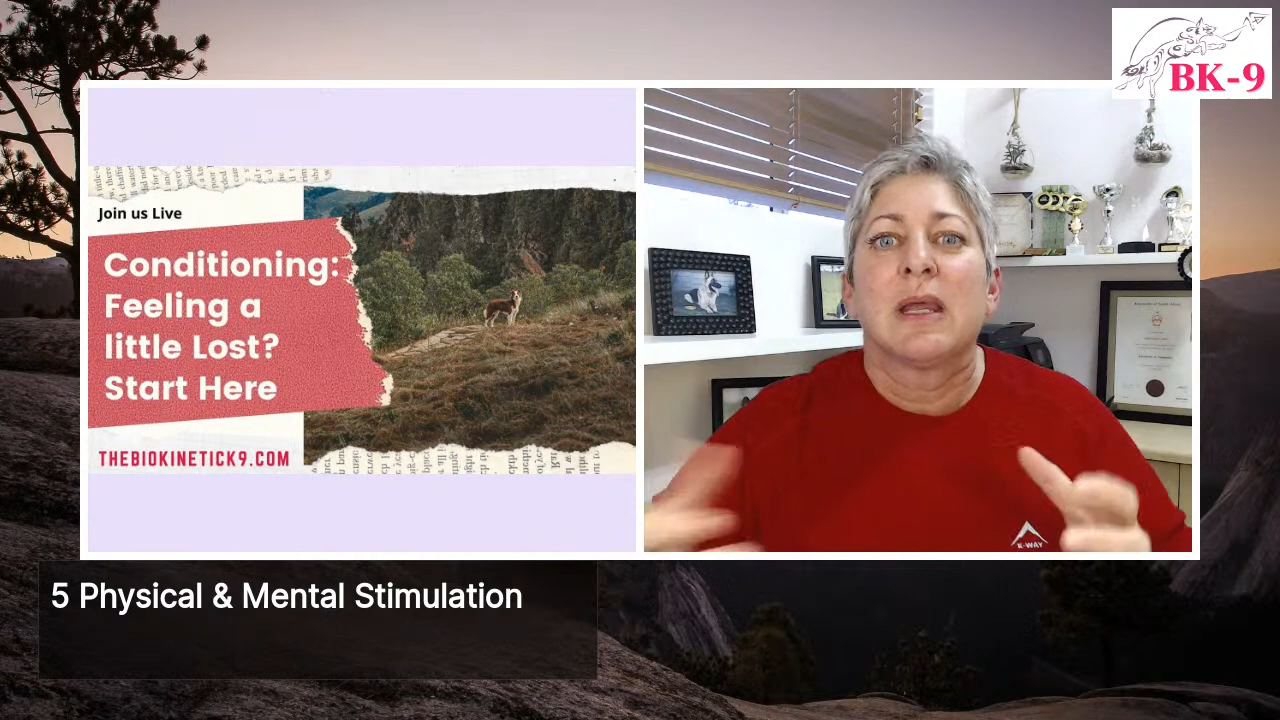 BK-9
Join us Live
Conditioning:
Feeling a
little Lost?
Start Here
THEBIOKINETICK9.COM
K-WAY
5 Physical & Mental Stimulation